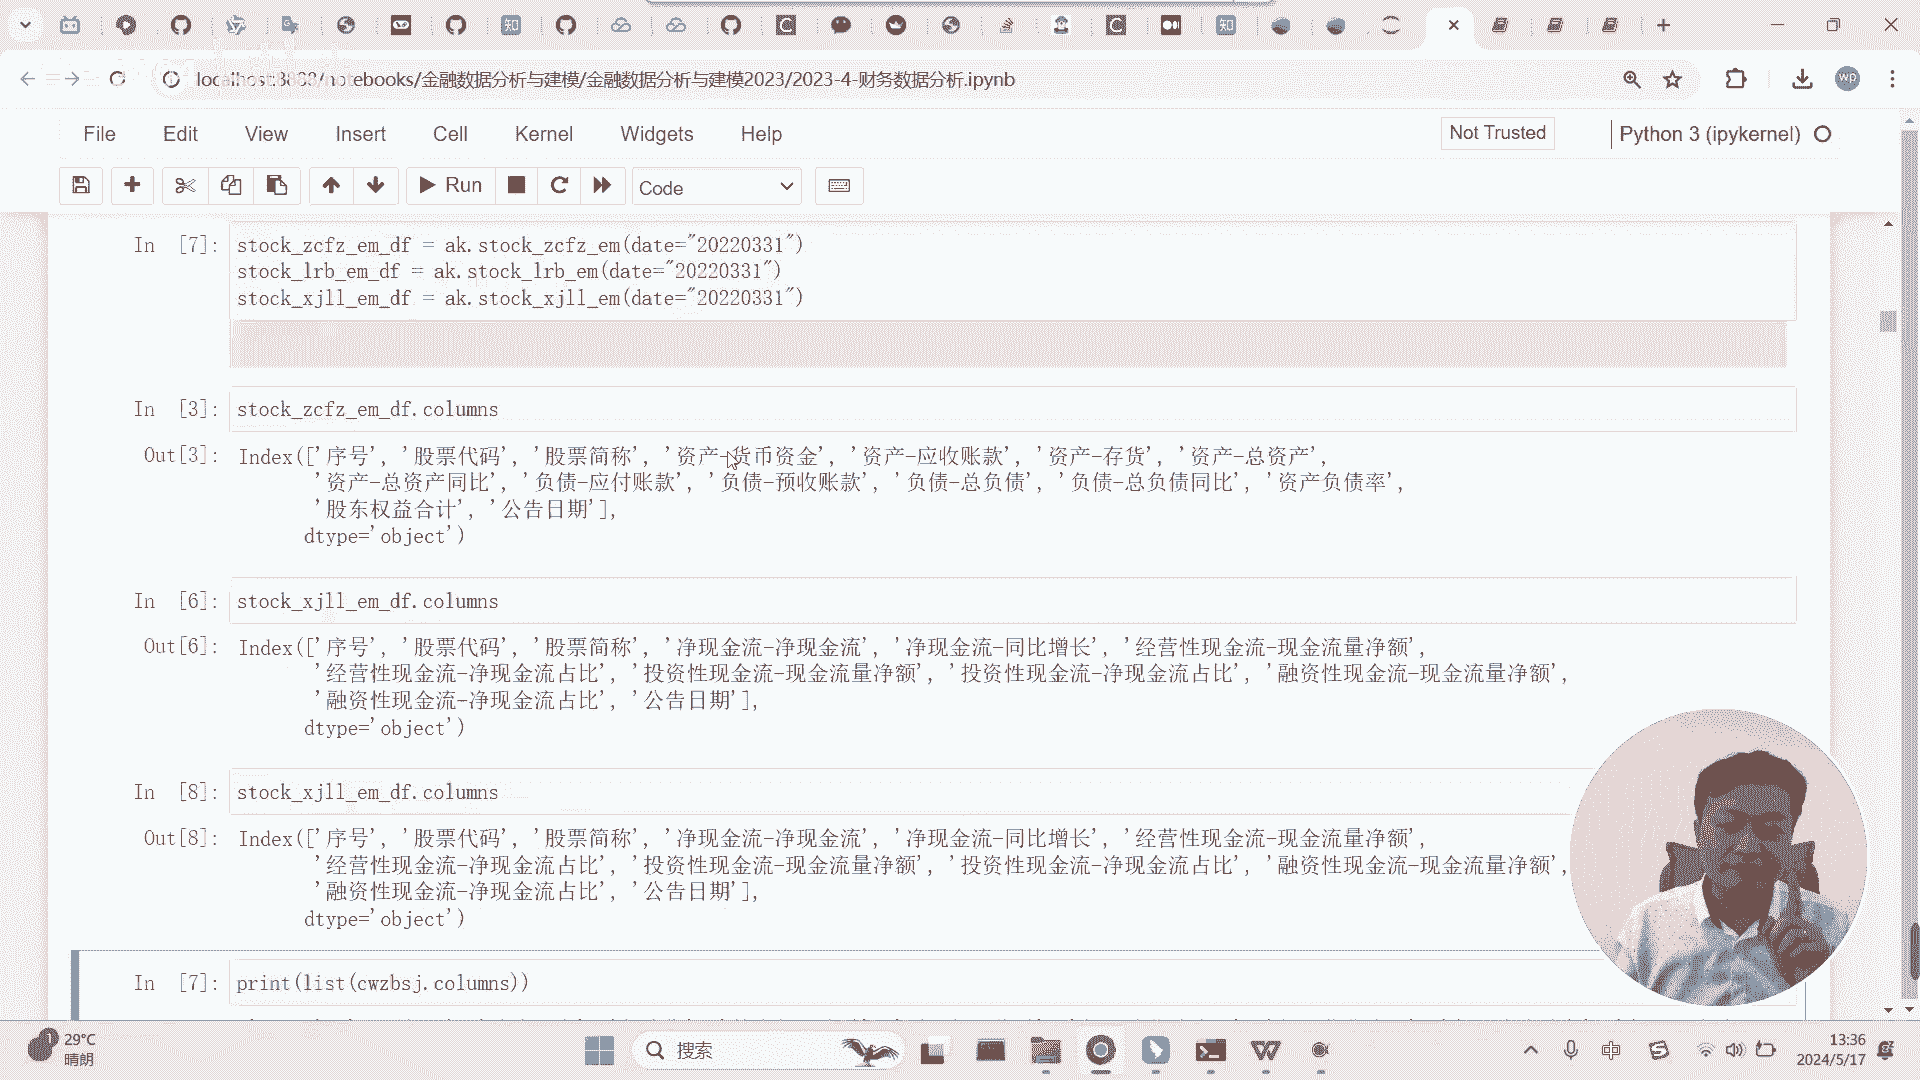 localhost:8888/notebooks/金融数据分析与建模/金融数据分析与建模2023/2023-4-财务数据分析.ipynb
wp
File Edit View Insert Cell Kernel Widgets Help
Not Trusted
Python 3 (ipykernel)
Run
Code
In [7]: stock_zcfz_em_df = ak.stock_zcfz_em(date="20220331")
stock_lrb_em_df = ak.stock_lrb_em(date="20220331")
stock_xjll_em_df = ak.stock_xjll_em(date="20220331")
In [3]: stock_zcfz_em_df.columns
Out[3]: Index(['序号', '股票代码', '股票简称', '资产-货币资金', '资产-应收账款', '资产-存货', '资产-总资产',
'资产-总资产同比', '负债-应付账款', '负债-预收账款', '负债-总负债', '负债-总负债同比', '资产负债率',
'股东权益合计', '公告日期'],
dtype='object')
In [6]: stock_xjll_em_df.columns
Out[6]: Index(['序号', '股票代码', '股票简称', '净现金流-净现金流', '净现金流-同比增长', '经营性现金流-现金流量净额',
'经营性现金流-净现金流占比', '投资性现金流-现金流量净额', '投资性现金流-净现金流占比', '融资性现金流-现金流量净额',
'融资性现金流-净现金流占比', '公告日期'],
dtype='object')
In [8]: stock_xjll_em_df.columns
Out[8]: Index(['序号', '股票代码', '股票简称', '净现金流-净现金流', '净现金流-同比增长', '经营性现金流-现金流量净额',
'经营性现金流-净现金流占比', '投资性现金流-现金流量净额', '投资性现金流-净现金流占比', '融资性现金流-现金流量净额',
'融资性现金流-净现金流占比', '公告日期'],
dtype='object')
In [7]: print(list(cwzbsj.columns))
29°C
晴朗
搜索
中
13:36
2024/5/17